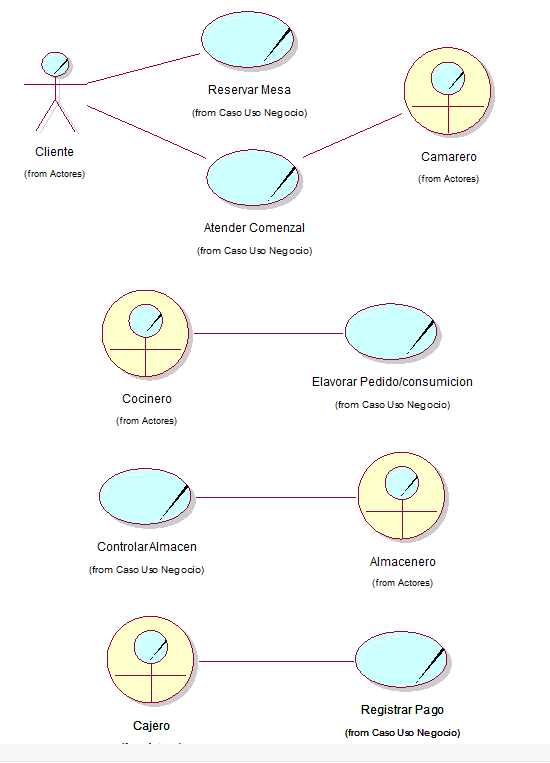 Reservar Mesa
(from Caso Uso Negocio)
Cliente
(from Actores)
Camarero
(from Actores)
Atender Comenzal
(from Caso Uso Negocio)
Cocinero
(from Actores)
Elavorar Pedido/consumicion
(from Caso Uso Negocio)
ControlarAlmacen
(from Caso Uso Negocio)
Almacenero
(from Actores)
Cajero
Registrar Pago
(from Caso Uso Negocio)